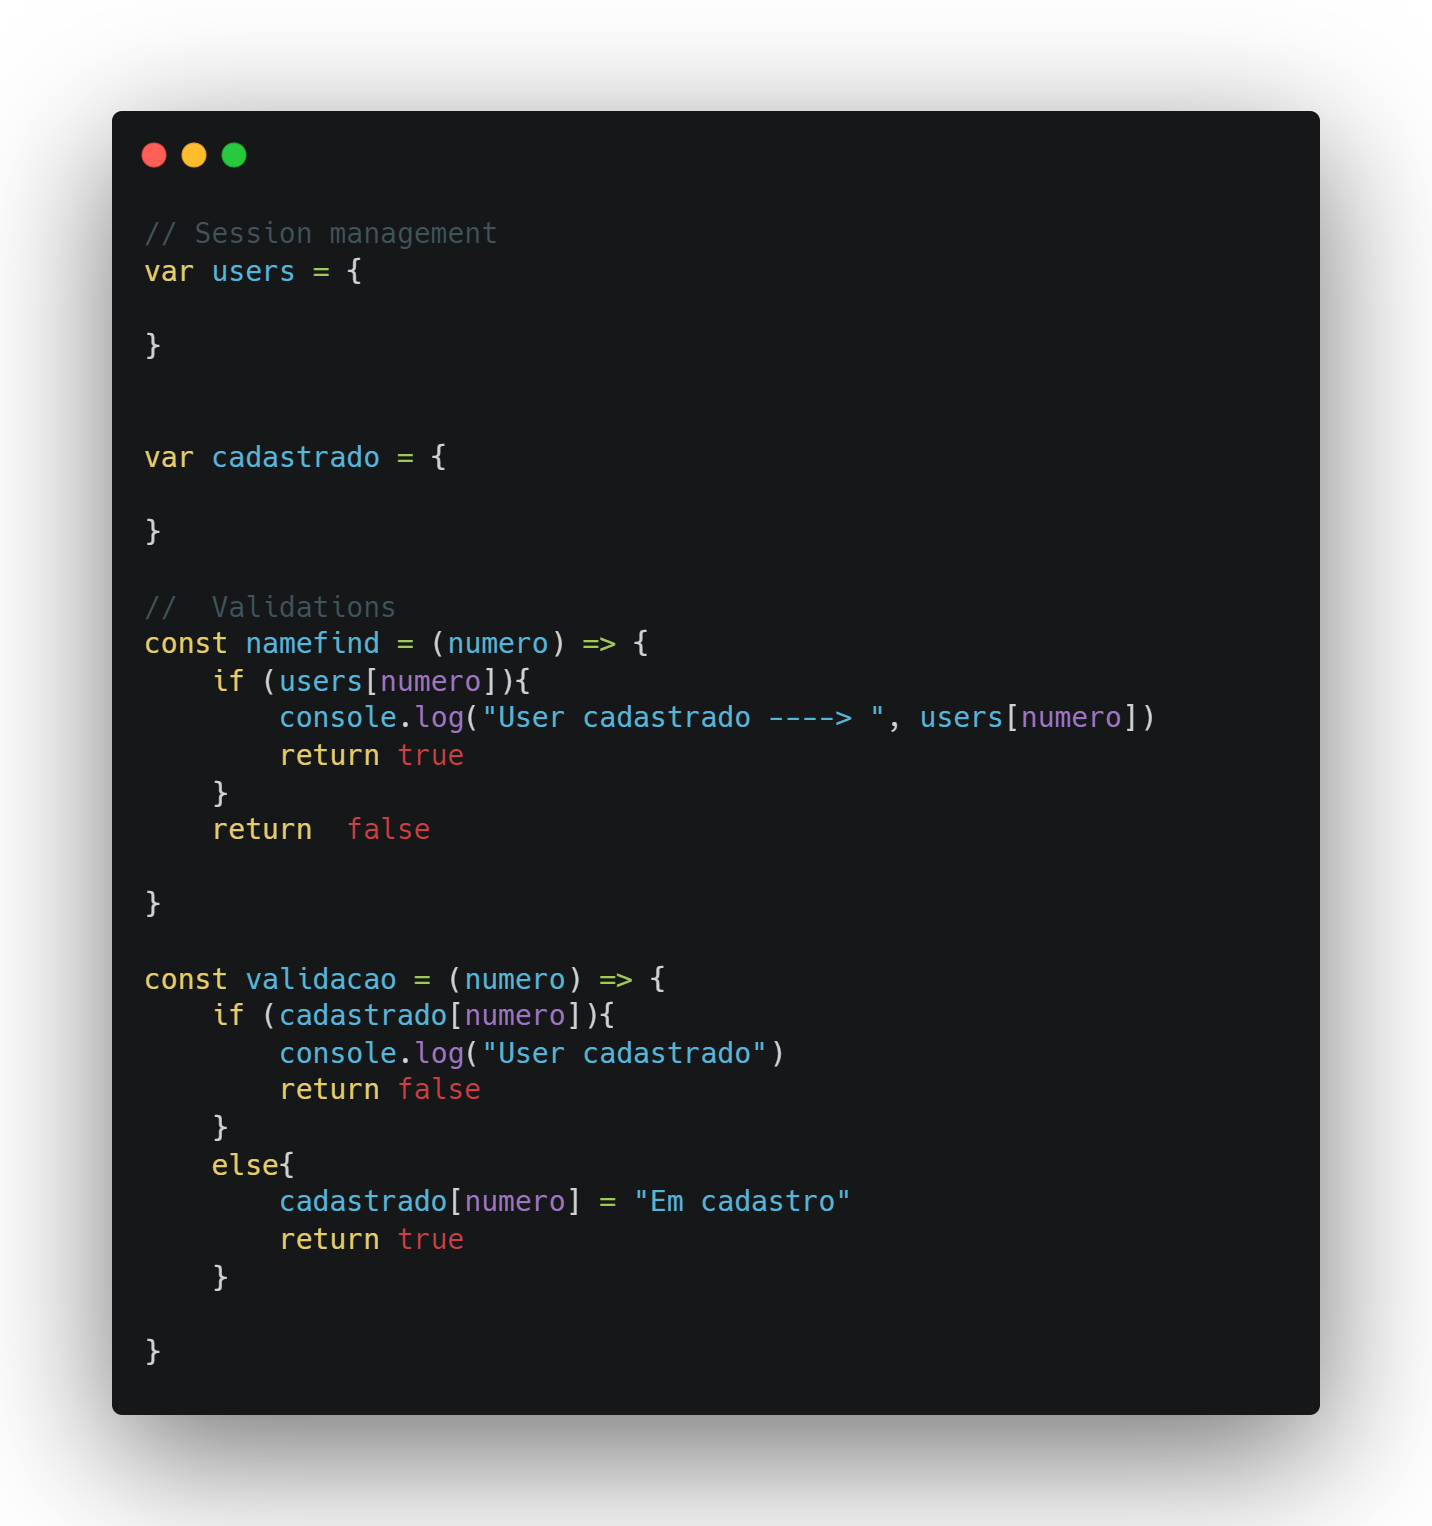 // Session management
var users = {

}


var cadastrado = {

}

//  Validations
const namefind = (numero) => {
    if (users[numero]){
        console.log("User cadastrado ----> ", users[numero])
        return true
    }
    return  false

}

const validacao = (numero) => {
    if (cadastrado[numero]){
        console.log("User cadastrado")
        return false
    }
    else{
        cadastrado[numero] = "Em cadastro"
        return true
    }

}